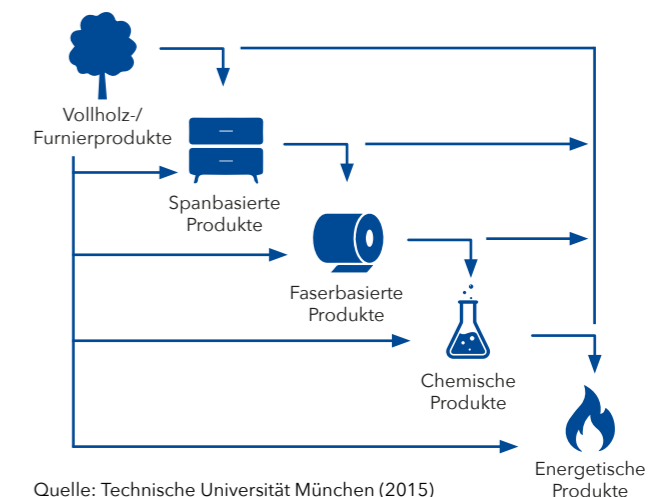 Vollholz-/
Furnierprodukte
Spanbasierte
Produkte
Faserbasierte
Produkte
Chemische
Produkte
Energetische
Produkte
Quelle: Technische Universität München (2015)